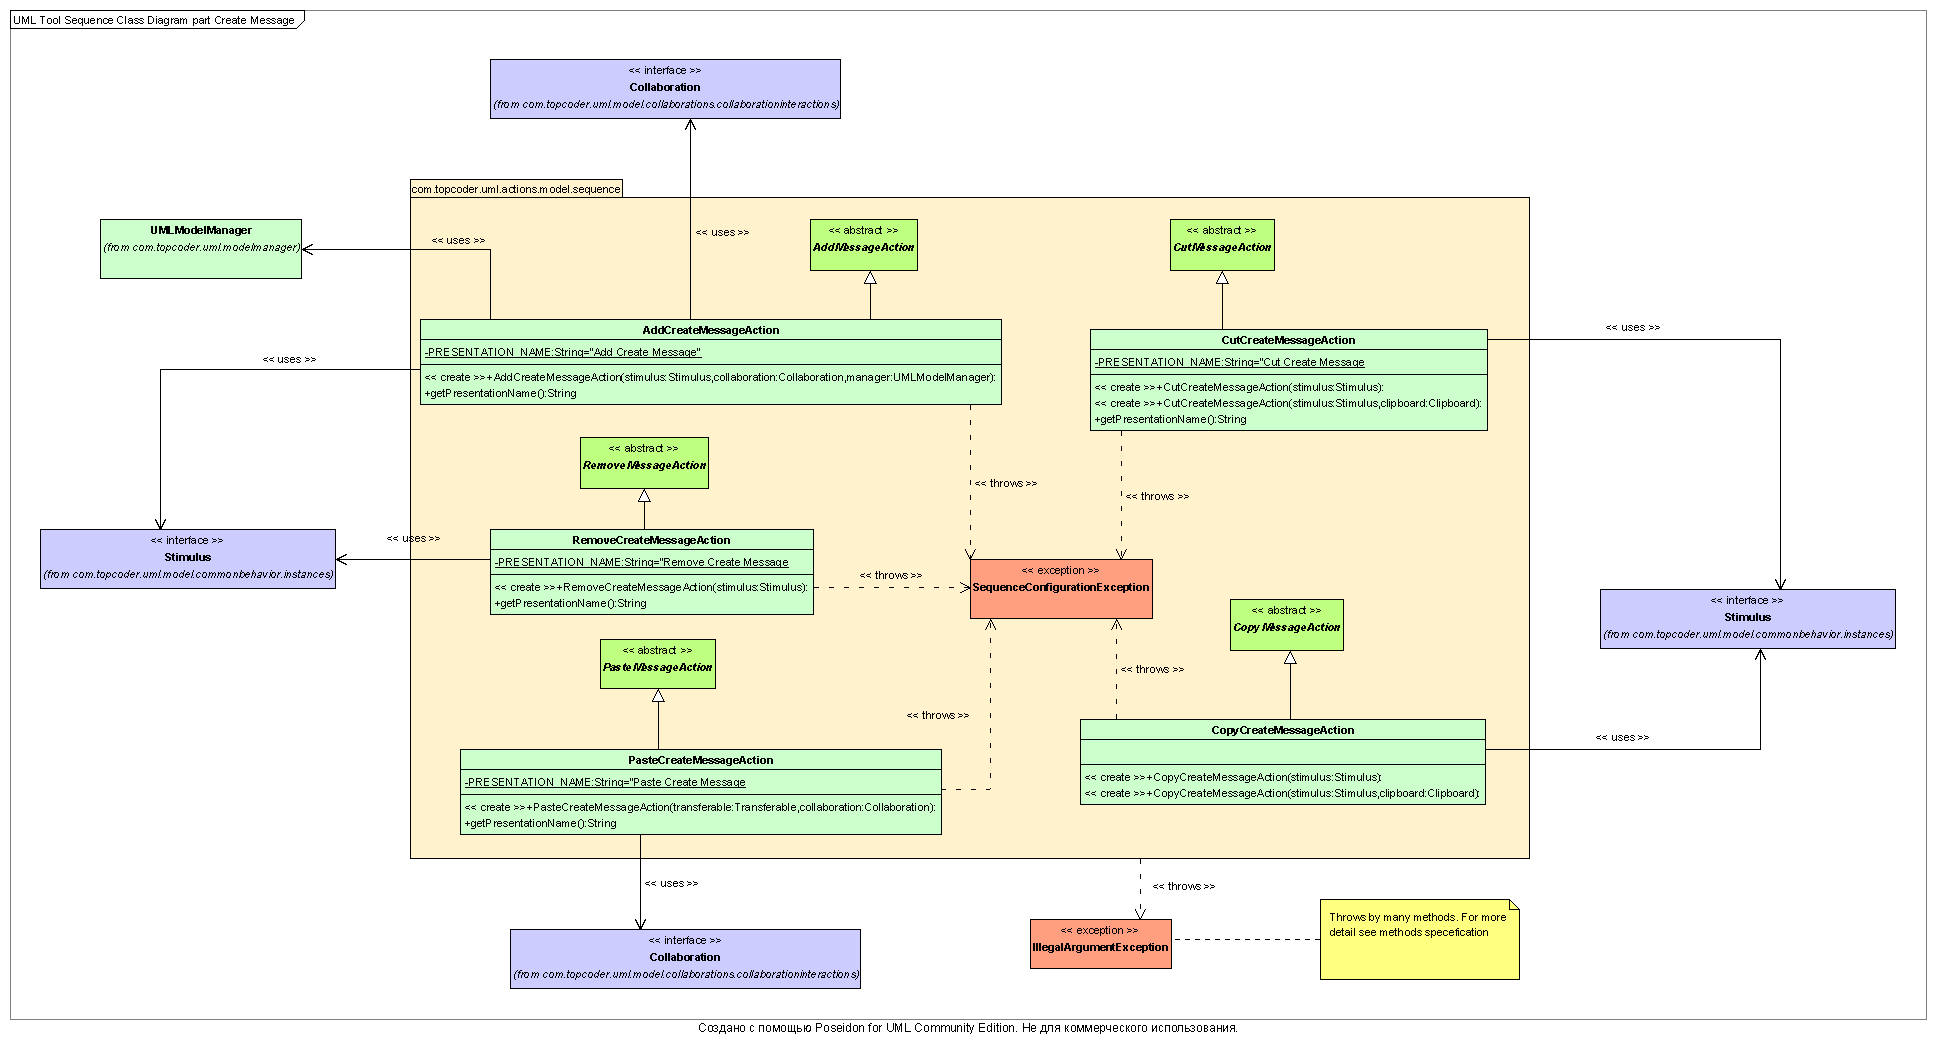 UML Tool Sequence Class Diagram part Create Message
<< interface >>
Collaboration
(from com.topcoder.uml.model.collaborations.collaborationinteractions)
com.topcoder.uml.actions.model.sequence
UMLModelManager
(from com.topcoder.uml.modelmanager)
<< uses >>
<< uses >>
<< abstract >>
AddMessageAction
<< abstract >>
CutMessageAction
AddCreateMessageAction
-PRESENTATION_NAME:String="Add Create Message"
<< create >>+AddCreateMessageAction(stimulus:Stimulus,collaboration:Collaboration,manager:UMLModelManager):
+getPresentationName():String
<< uses >>
CutCreateMessageAction
-PRESENTATION_NAME:String="Cut Create Message
<< create >>+CutCreateMessageAction(stimulus:Stimulus):
<< create >>+CutCreateMessageAction(stimulus:Stimulus,clipboard:Clipboard):
+getPresentationName():String
<< uses >>
<< abstract >>
RemoveMessageAction
<< throws >>
<< throws >>
<< interface >>
Stimulus
(from com.topcoder.uml.model.commonbehavior.instances)
<< uses >>
RemoveCreateMessageAction
-PRESENTATION_NAME:String="Remove Create Message
<< create >>+RemoveCreateMessageAction(stimulus:Stimulus):
+getPresentationName():String
<< throws >>
<< exception >>
SequenceConfigurationException
<< abstract >>
CopyMessageAction
<< interface >>
Stimulus
(from com.topcoder.uml.model.commonbehavior.instances)
<< abstract >>
PasteMessageAction
<< throws >>
<< throws >>
CopyCreateMessageAction
<< create >>+CopyCreateMessageAction(stimulus:Stimulus):
<< create >>+CopyCreateMessageAction(stimulus:Stimulus,clipboard:Clipboard):
<< uses >>
PasteCreateMessageAction
-PRESENTATION_NAME:String="Paste Create Message
<< create >>+PasteCreateMessageAction(transferable:Transferable,collaboration:Collaboration):
+getPresentationName():String
<< uses >>
<< throws >>
<< interface >>
Collaboration
(from com.topcoder.uml.model.collaborations.collaborationinteractions)
<< exception >>
IllegalArgumentException
Throws by many methods. For more
detail see methods specefication
Создано с помощью Poseidon for UML Community Edition. Не для коммерческого использования.